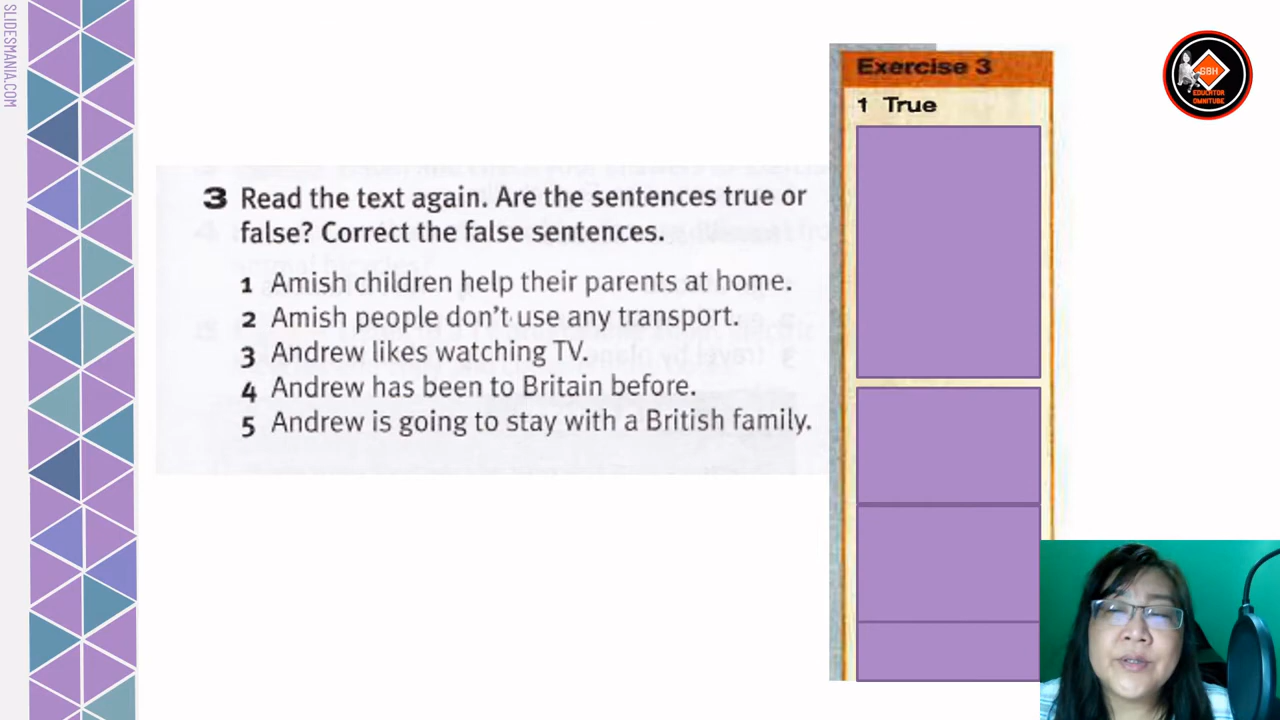 SLIDESMANIA.COM
3 Read the text again. Are the sentences true or
false? Correct the false sentences.
1 Amish children help their parents at home.
2 Amish people don't use any transport.
3 Andrew likes watching TV.
4 Andrew has been to Britain before.
5 Andrew is going to stay with a British family.
Exercise 3
1 True
GBH
EDUCATOR
OMNITUBE